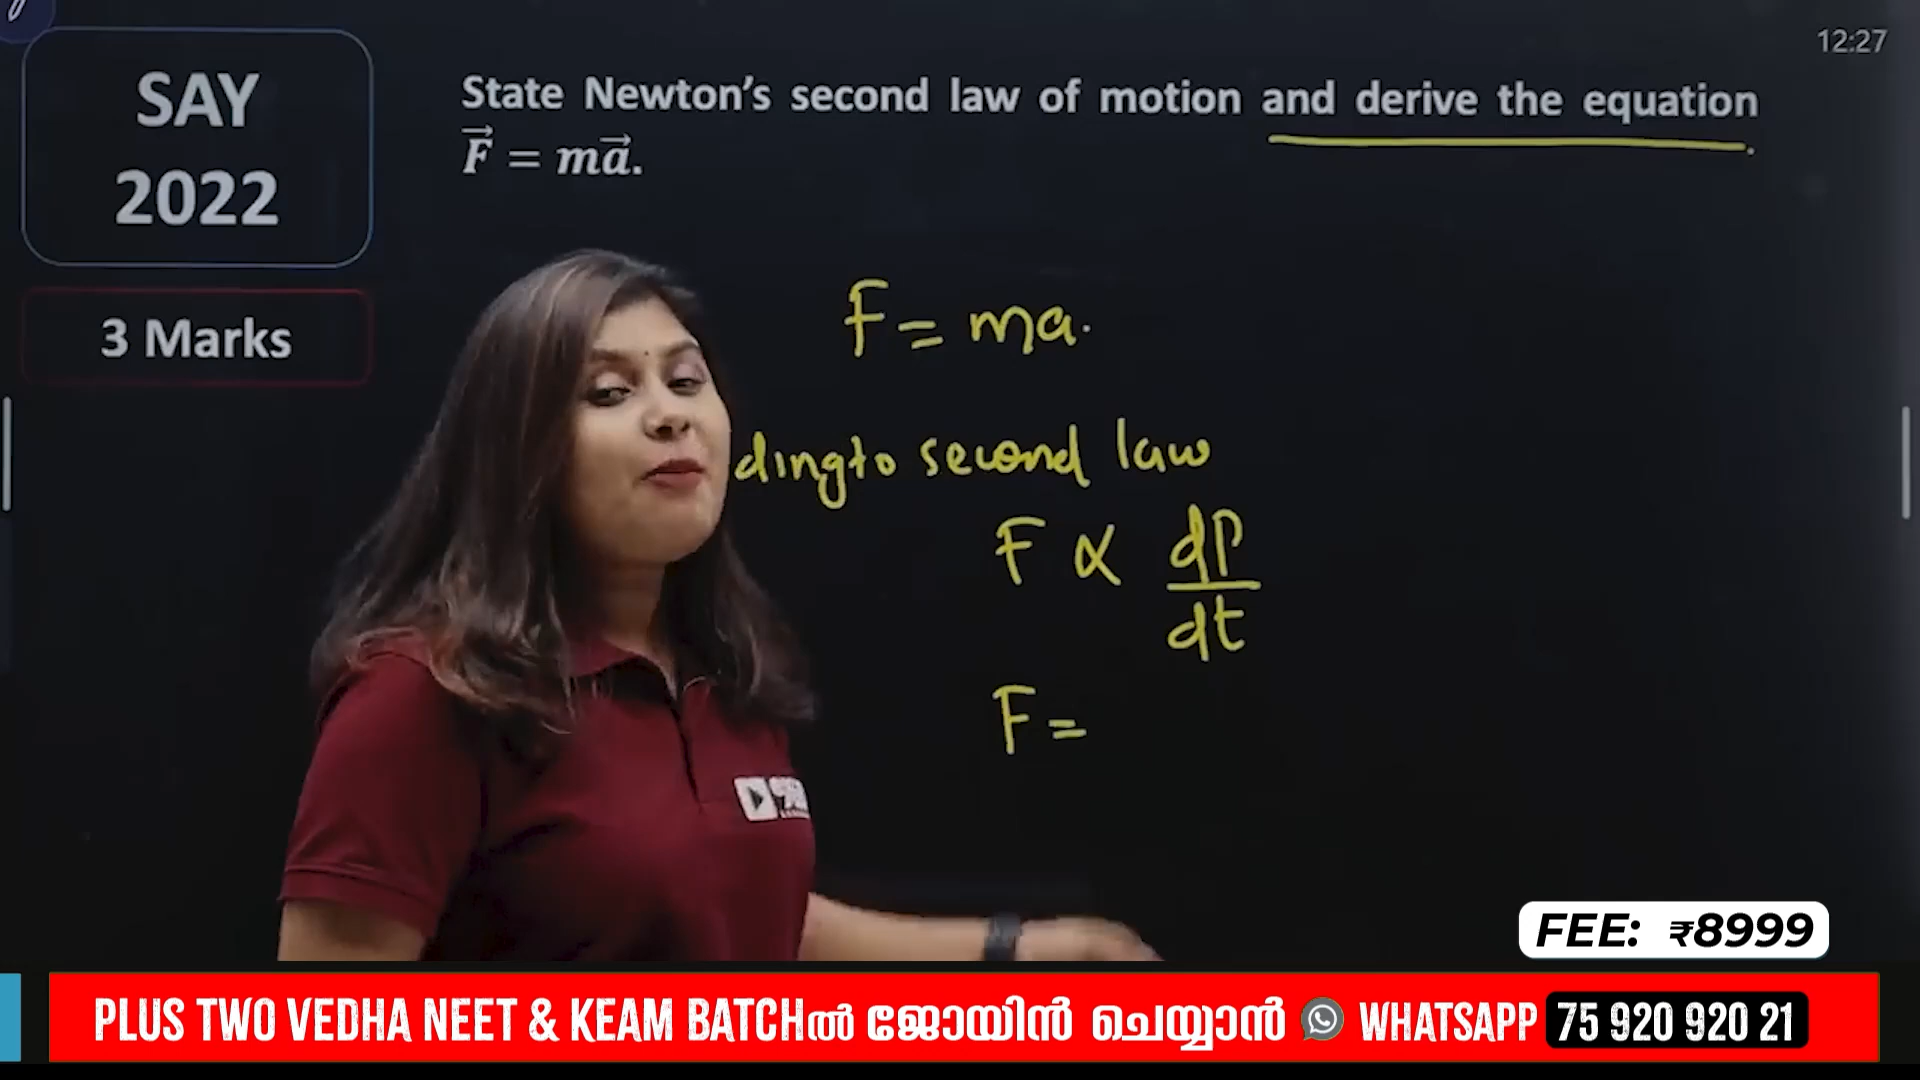 12:27
SAY
2022
3 Marks
State Newton's second law of motion and derive the equation
F⃗ = ma⃗.
F = ma.
dingto second law
F ∝ dP/dt
F =
FEE: ₹8999
PLUS TWO VEDHA NEET & KEAM BATCHൽ ജോയിൻ ചെയ്യാൻ WHATSAPP 75 920 920 21